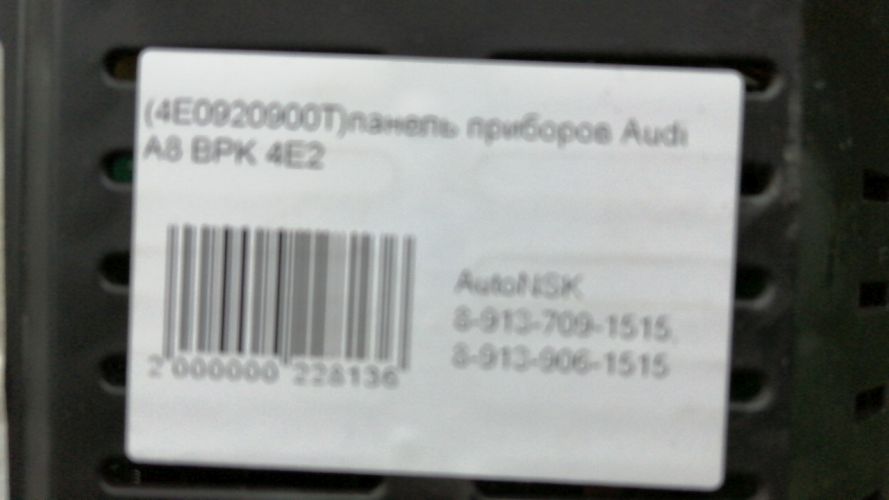 (4E0920900T)панель приборов Audi
A8 BPK 4E2
AutoNSK
8-913-709-1515,
8-913-906-1515
2 000000 228136